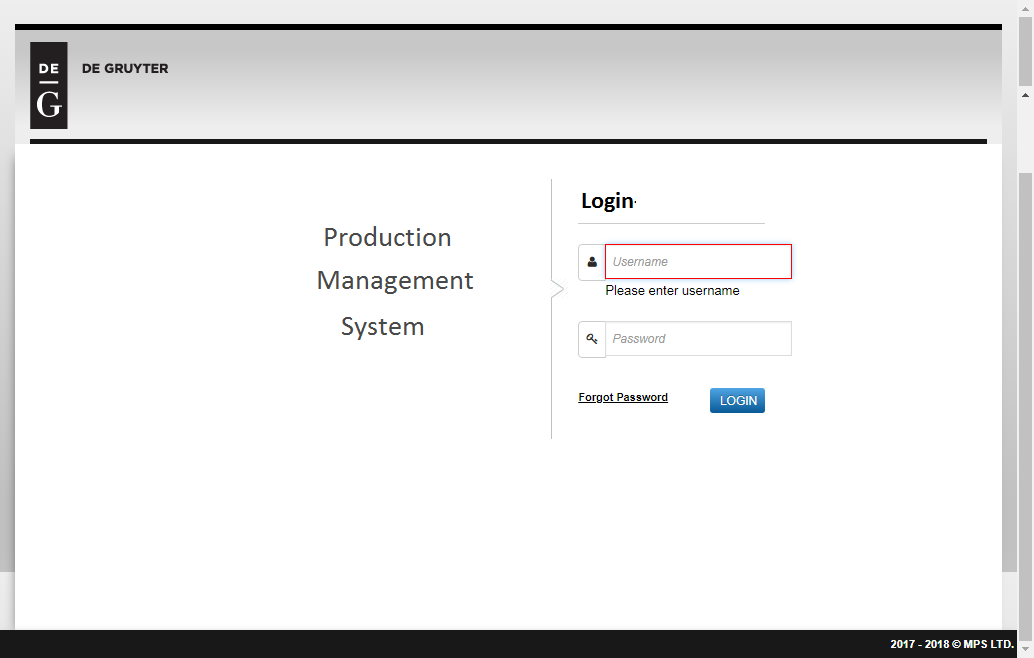 DE
G
DE GRUYTER
Production
Management
System
Login
Username
Please enter username
Password
Forgot Password
LOGIN
2017 - 2018 © MPS LTD.